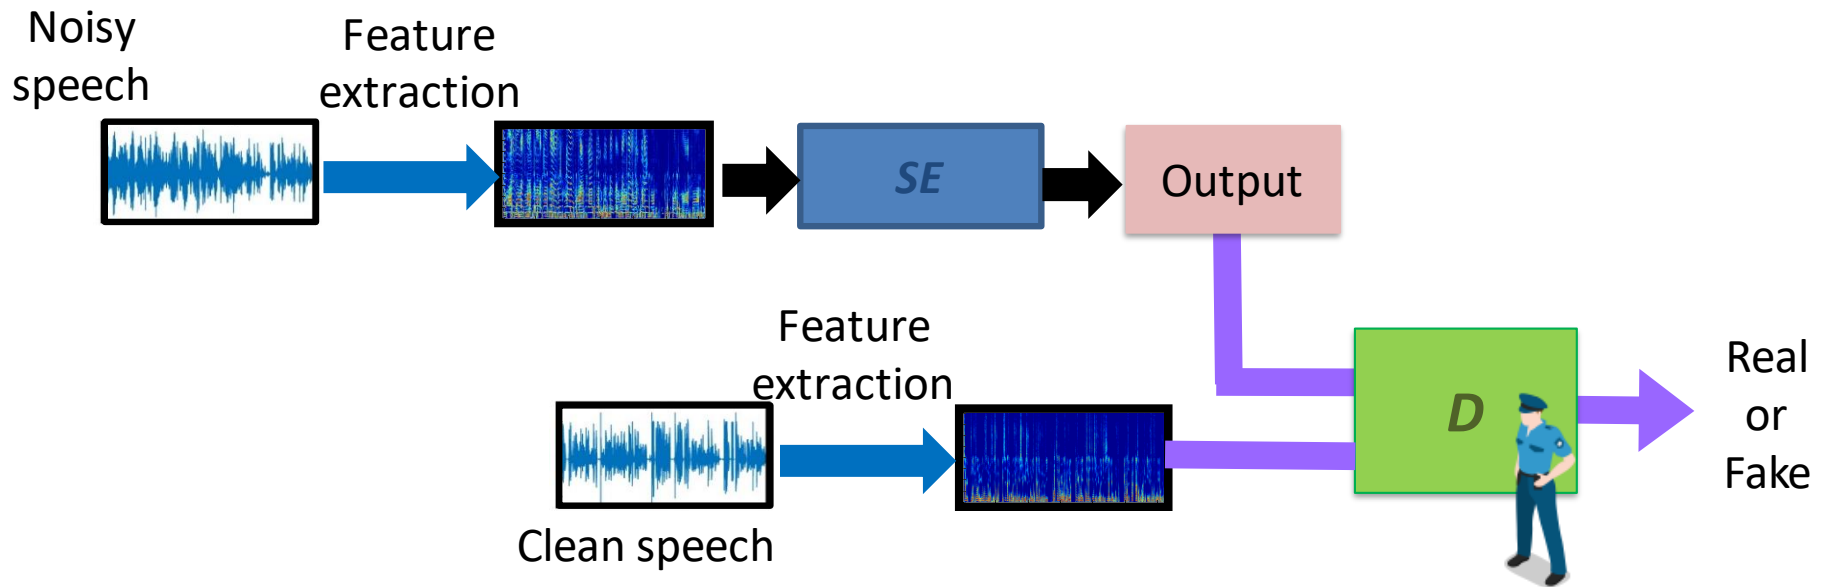 Noisy
speech
Feature
extraction
SE
Output
Feature
extraction
Clean speech
D
Real
or
Fake